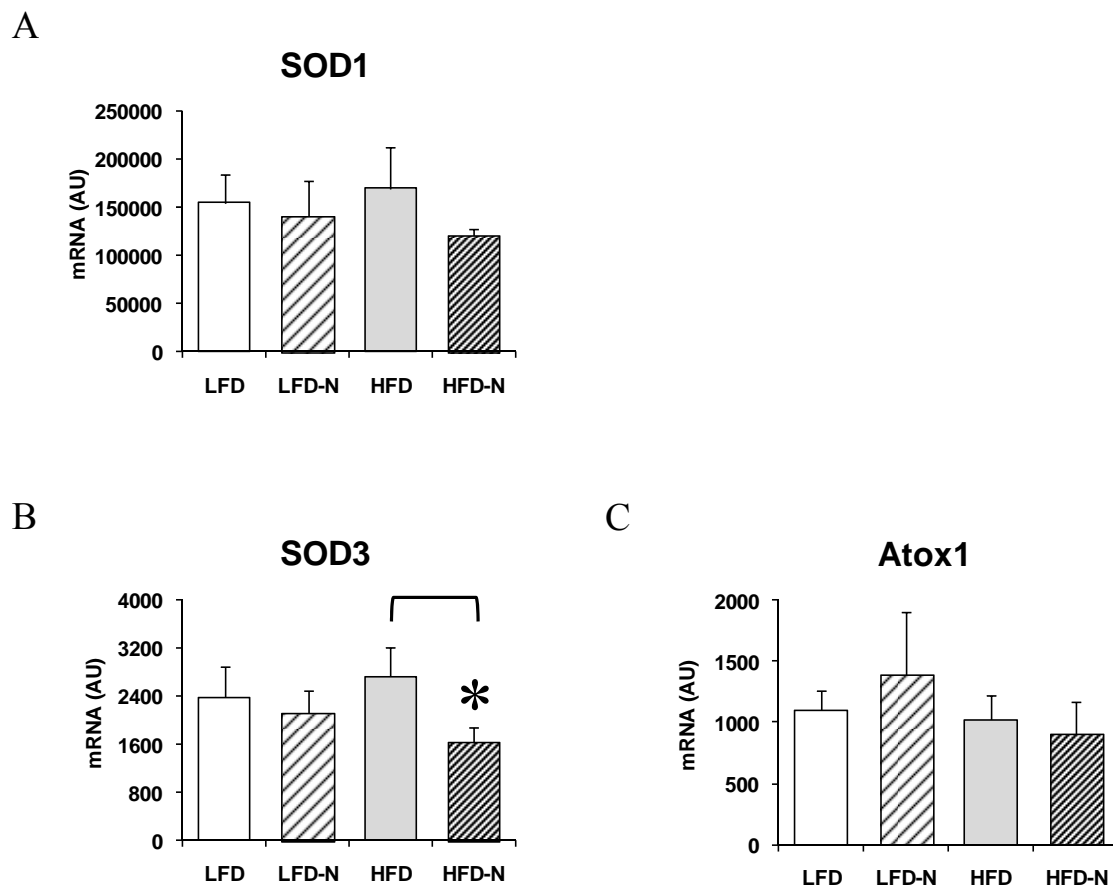 A
SOD1
mRNA (AU)
250000
200000
150000
100000
50000
0
LFD LFD-N HFD HFD-N
B
SOD3
mRNA (AU)
4000
3200
2400
1600
800
0
*
LFD LFD-N HFD HFD-N
C
Atox1
mRNA (AU)
2000
1500
1000
500
0
LFD LFD-N HFD HFD-N